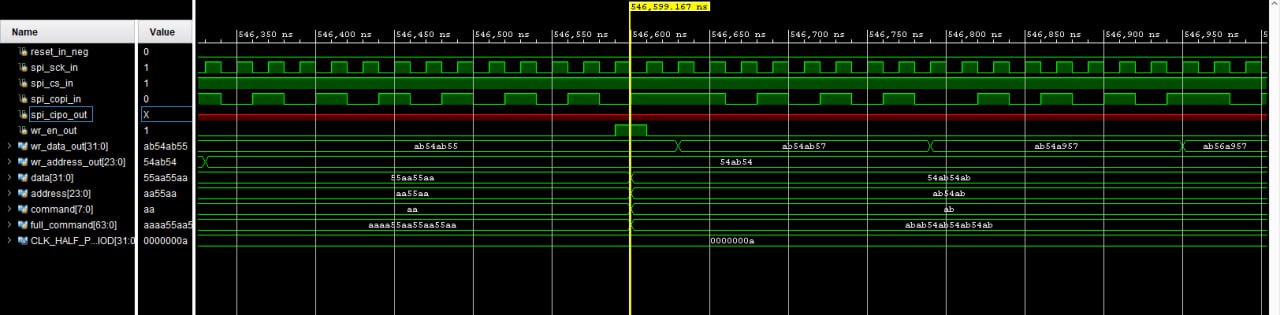 546,599.167 ns
Name Value
546,350 ns 546,400 ns 546,450 ns 546,500 ns 546,550 ns 546,600 ns 546,650 ns 546,700 ns 546,750 ns 546,800 ns 546,850 ns 546,900 ns 546,950 ns 5
reset_in_neg 0
spi_sck_in 1
spi_cs_in 1
spi_copi_in 0
spi_cipo_out X
wr_en_out 1
wr_data_out[31:0] ab54ab55 ab54ab55 ab54ab57 ab54a957 ab56a957
wr_address_out[23:0] 54ab54 54ab54
data[31:0] 55aa55aa 55aa55aa 54ab54ab
address[23:0] aa55aa aa55aa ab54ab
command[7:0] aa aa ab
full_command[63:0] aaaa55aa5 aaaa55aa55aa55aa abab54ab54ab54ab
CLK_HALF_P...IOD[31:0 0000000a 0000000a